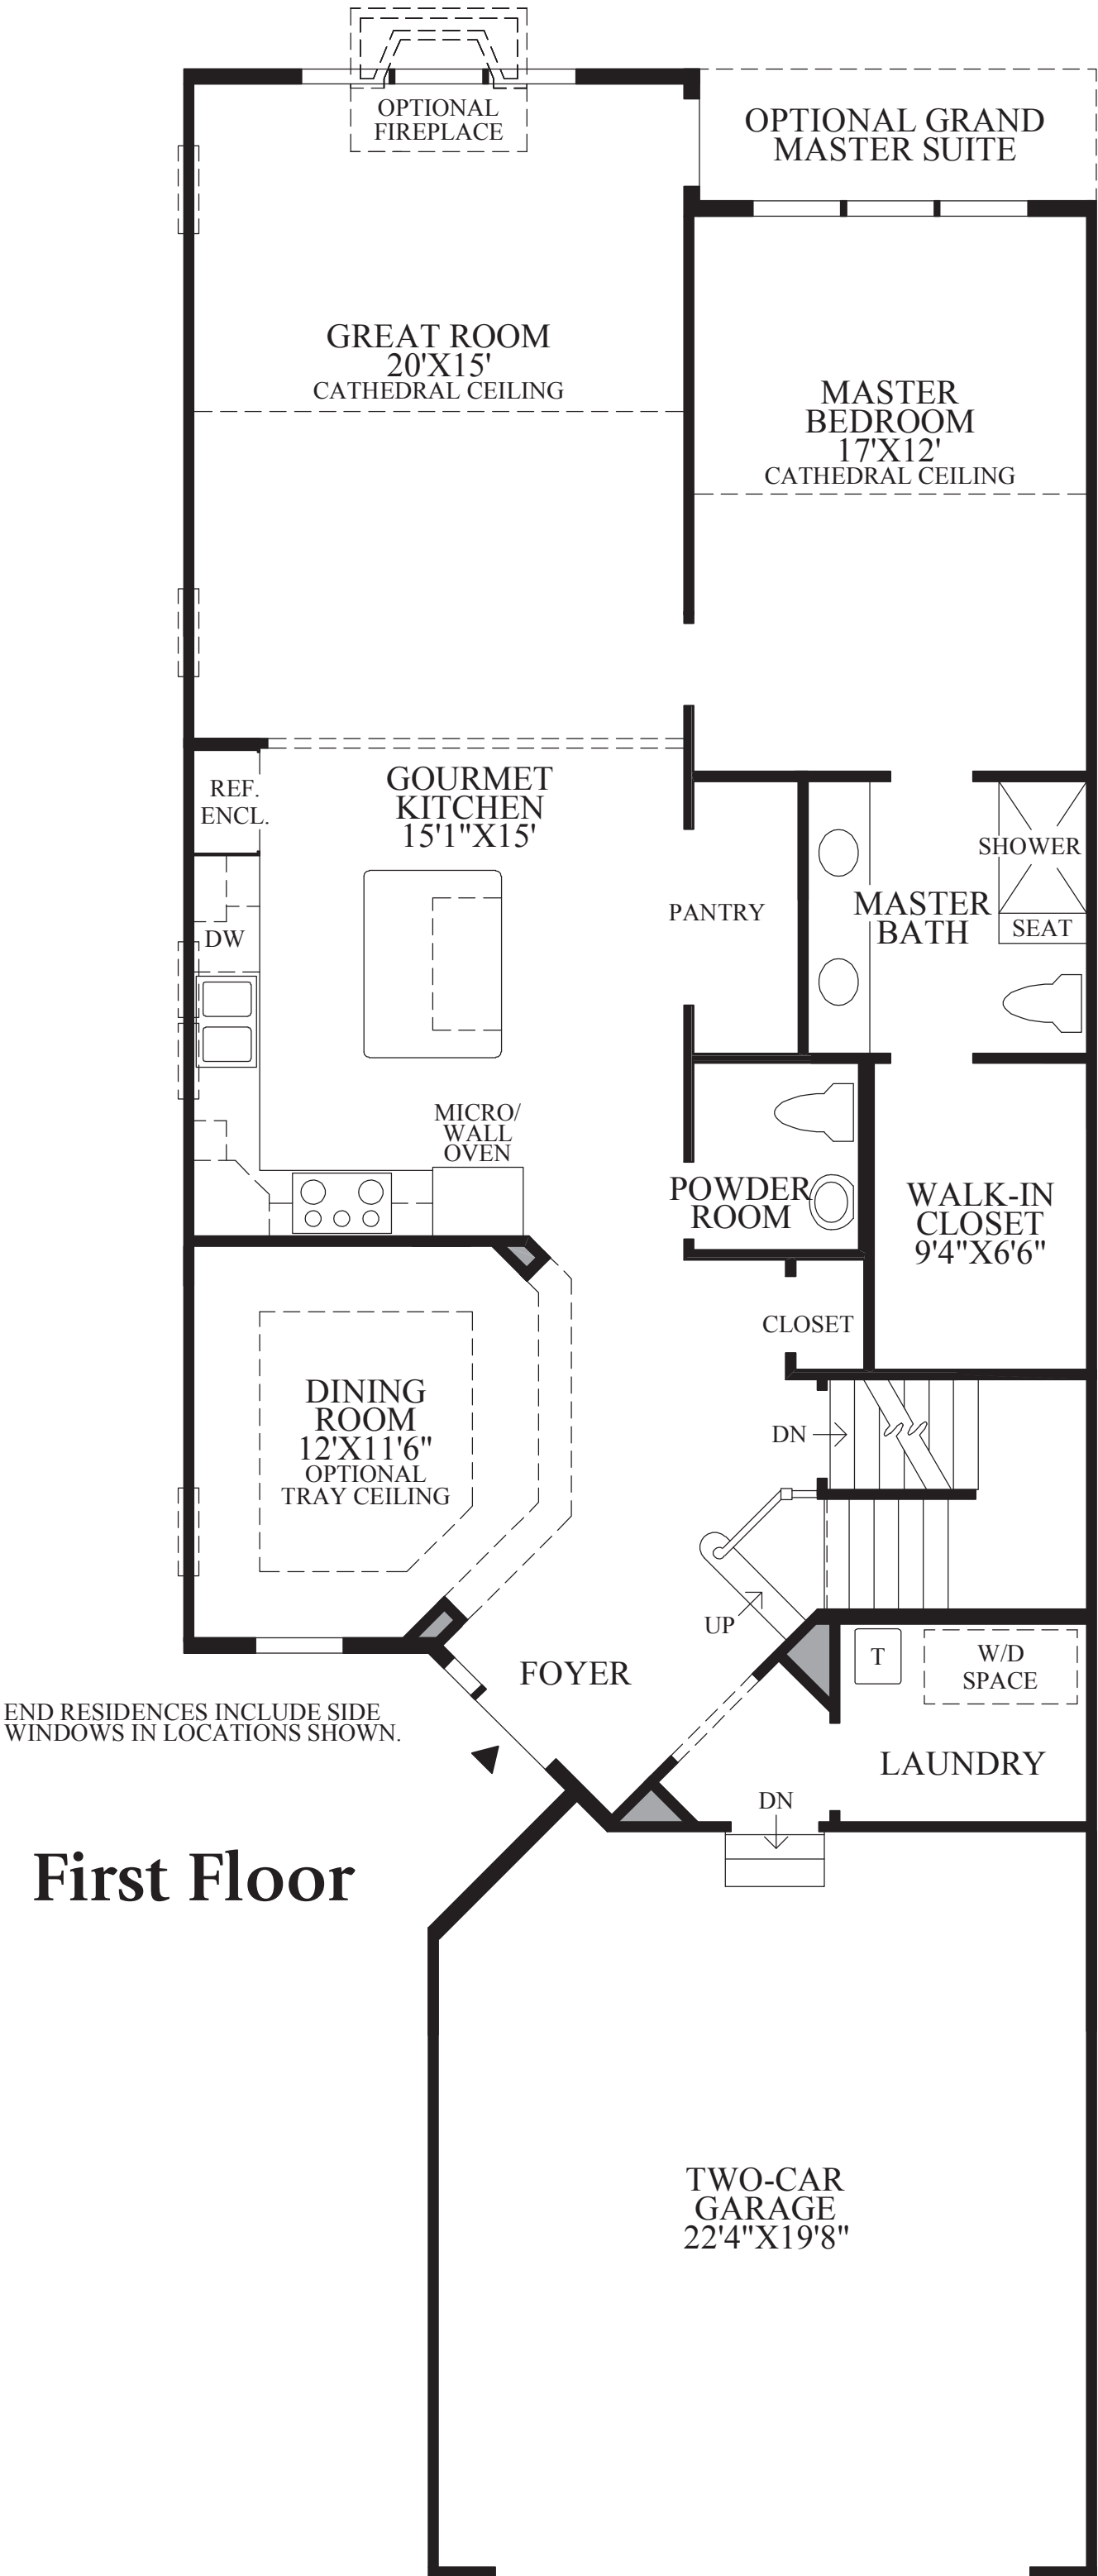 OPTIONAL
FIREPLACE
OPTIONAL GRAND
MASTER SUITE
GREAT ROOM
20'X15'
CATHEDRAL CEILING
MASTER
BEDROOM
17'X12'
CATHEDRAL CEILING
REF.
ENCL.
GOURMET
KITCHEN
15'1"X15'
SHOWER
PANTRY
MASTER
BATH
SEAT
DW
MICRO/
WALL
OVEN
POWDER
ROOM
WALK-IN
CLOSET
9'4"X6'6"
CLOSET
DINING
ROOM
12'X11'6"
OPTIONAL
TRAY CEILING
DN
UP
FOYER
T
W/D
SPACE
END RESIDENCES INCLUDE SIDE
WINDOWS IN LOCATIONS SHOWN.
LAUNDRY
DN
First Floor
TWO-CAR
GARAGE
22'4"X19'8"